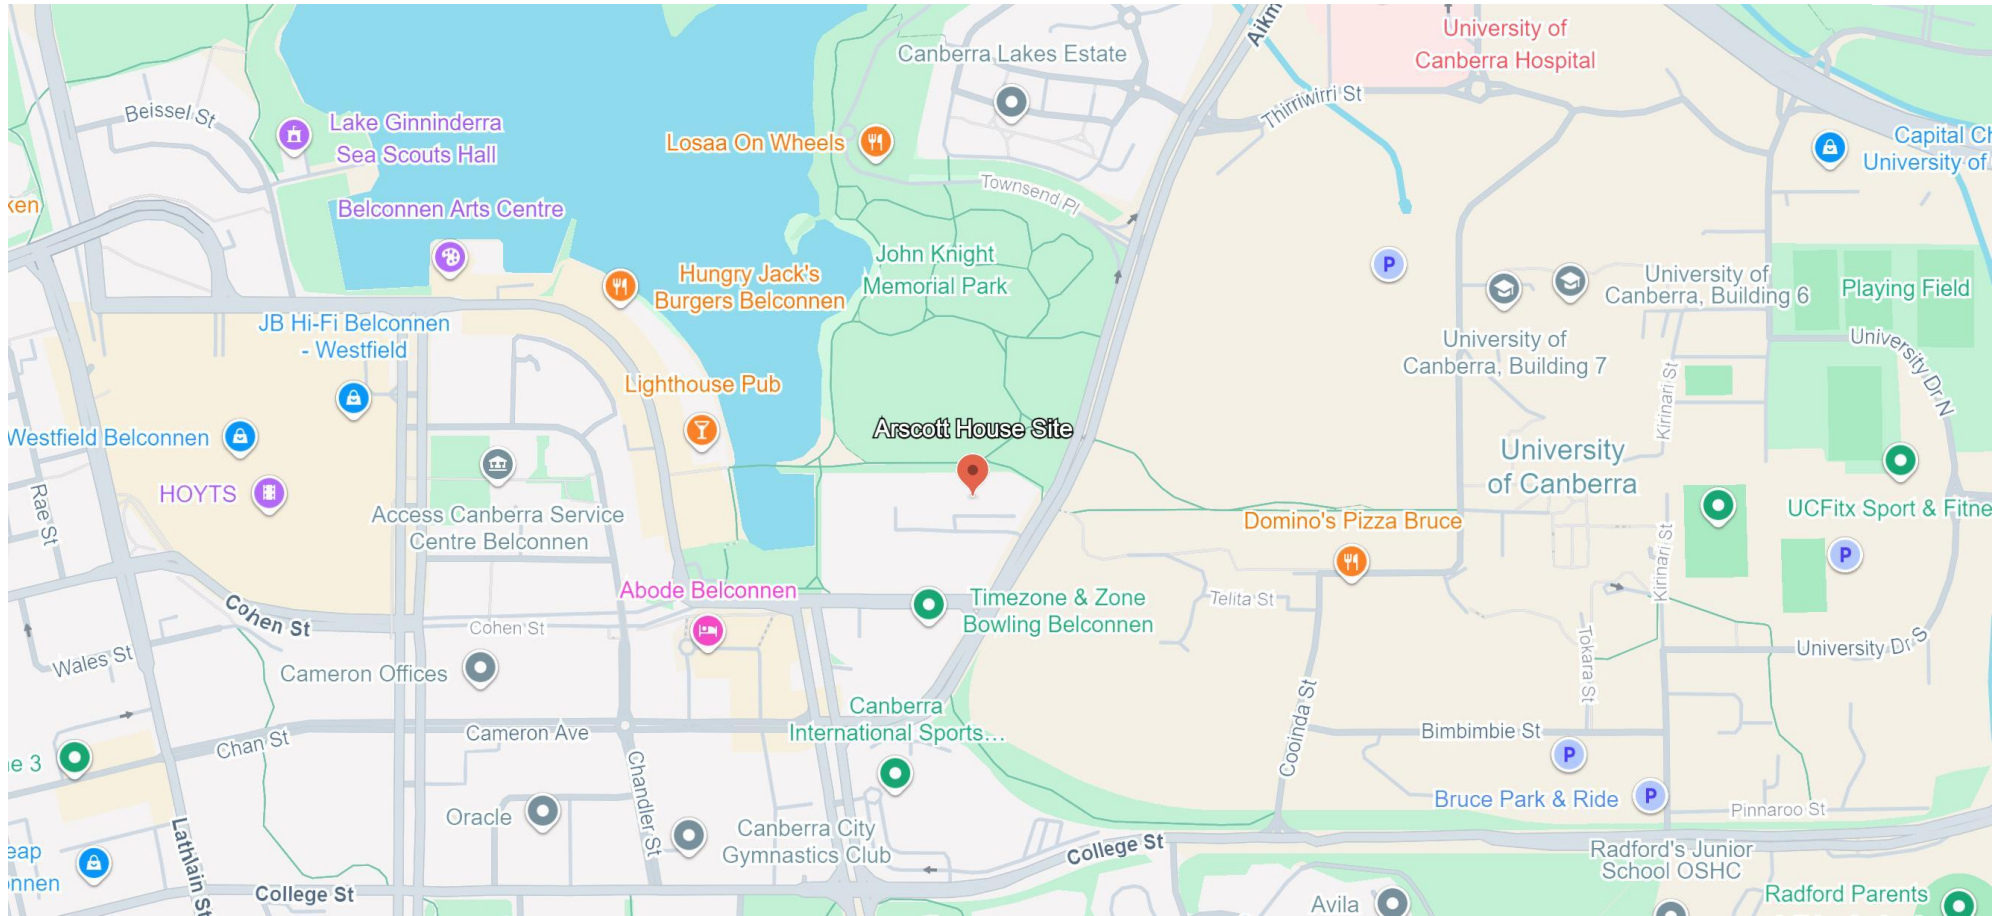 University of
Canberra Hospital
Aikm
Canberra Lakes Estate
Thirriwirri St
Beissel St
Lake Ginninderra
Sea Scouts Hall
Losaa On Wheels
Capital Ch
University of
Townsend Pl
ken
Belconnen Arts Centre
John Knight
Memorial Park
P
Hungry Jack's
Burgers Belconnen
University of
Canberra, Building 6
Playing Field
JB Hi-Fi Belconnen
- Westfield
University of
Canberra, Building 7
University Dr N
Kirinari St
Lighthouse Pub
Arscott House Site
Westfield Belconnen
University
of Canberra
HOYTS
Rae St
Access Canberra Service
Centre Belconnen
Domino's Pizza Bruce
UCFitx Sport & Fitne
P
Kirinari St
Abode Belconnen
Timezone & Zone
Bowling Belconnen
Telita St
Cohen St
Cohen St
Wales St
Cameron Offices
Tokara St
University Dr S
Canberra
International Sports...
Cooinda St
Chan St
Cameron Ave
Bimbimbie St
P
e 3
Chandler St
Bruce Park & Ride
P
Pinnaroo St
Oracle
Canberra City
Gymnastics Club
College St
Lathlain St
eap
onnen
College St
Radford's Junior
School OSHC
Avila
Radford Parents